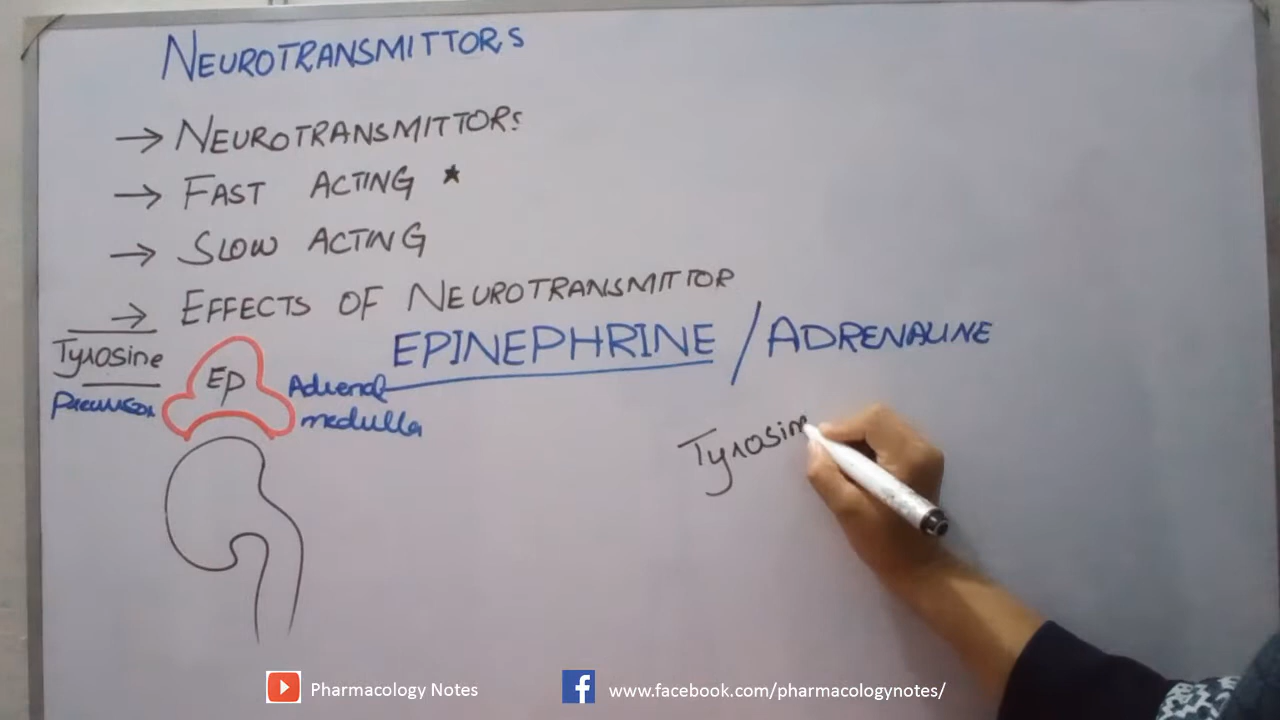 NEUROTRANSMITTORS
→ NEUROTRANSMITTORS
→ FAST ACTING ★
→ SLOW ACTING
→ EFFECTS OF NEUROTRANSMITTOR
EPINEPHRINE / ADRENALINE
Tyrosine
Precursor
Ep
Adrenal
medulla
Tyrosin
Pharmacology Notes
www.facebook.com/pharmacologynotes/